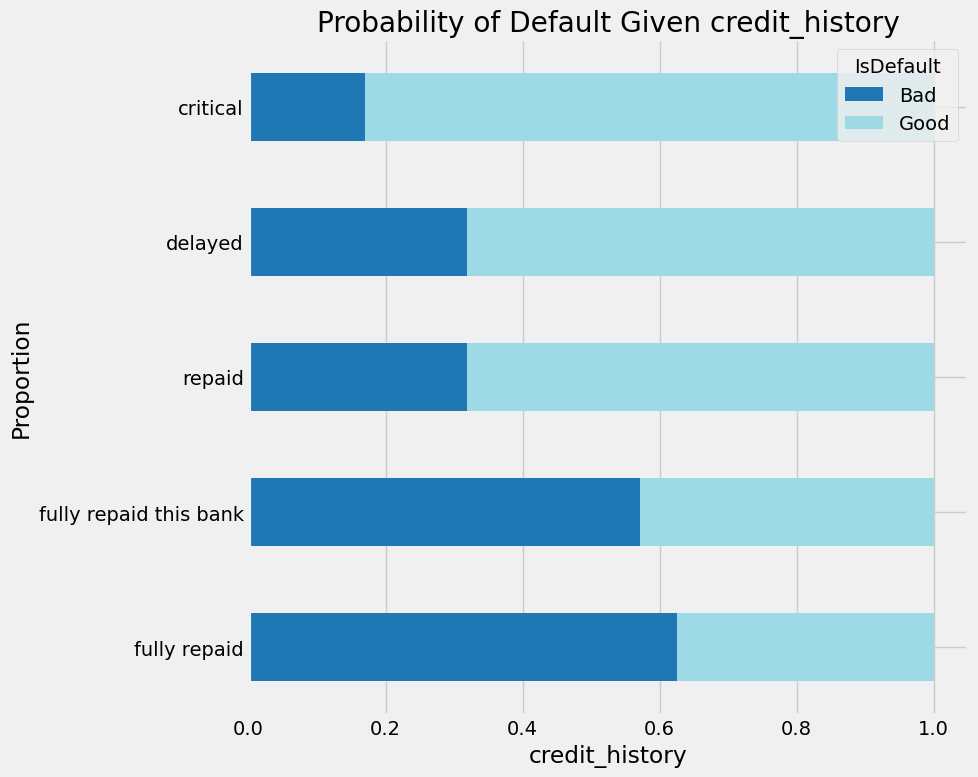 Probability of Default Given credit_history
IsDefault
Bad
Good
critical
delayed
repaid
fully repaid this bank
fully repaid
Proportion
0.0 0.2 0.4 0.6 0.8 1.0
credit_history